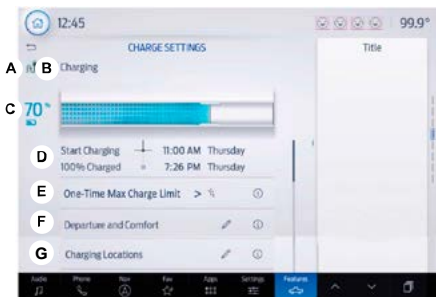 12:45
99.9°
CHARGE SETTINGS
Title
A
B
Charging
C
70%
D
Start Charging
11:00 AM Thursday
100% Charged
7:26 PM Thursday
E
One-Time Max Charge Limit >
F
Departure and Comfort
G
Charging Locations
Audio
Phone
Nav
Fav
Apps
Settings
Features